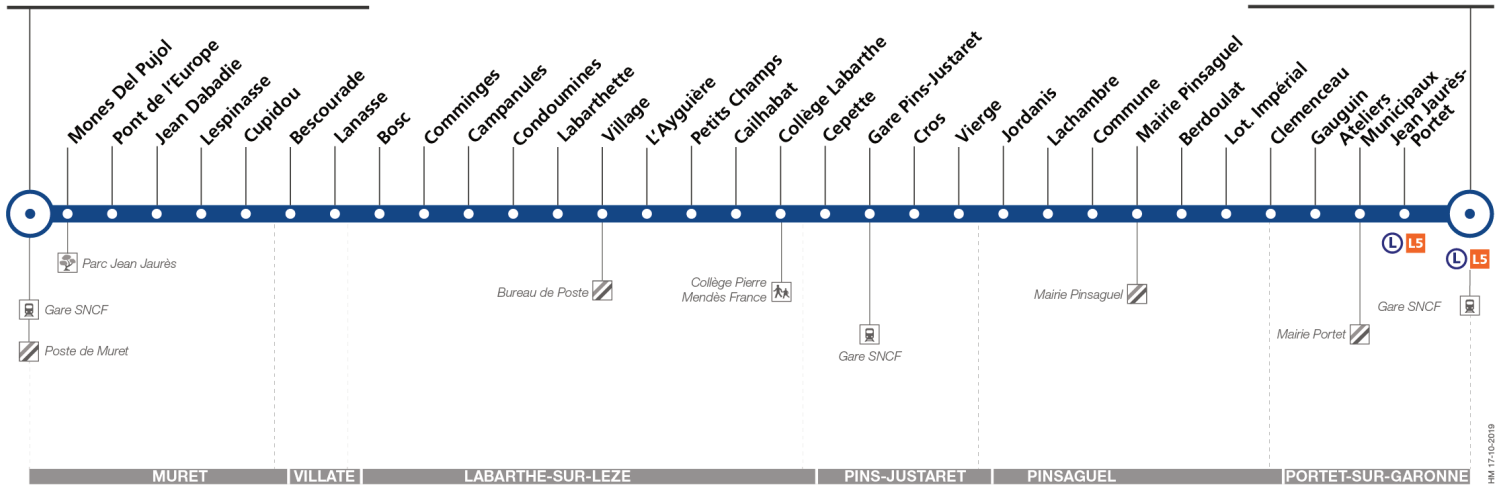 Mones Del Pujol
Pont de l'Europe
Jean Dabadie
Lespinasse
Cupidou
Bescourade
Lanasse
Bosc
Comminges
Campanules
Condoumines
Labarthette
Village
L'Ayguière
Petits Champs
Cailhabat
Collège Labarthe
Cepette
Gare Pins-Justaret
Cros
Vierge
Jordanis
Lachambre
Commune
Mairie Pinsaguel
Berdoulat
Lot. Impérial
Clemenceau
Gauguin
Ateliers
Municipaux
Jean Jaurès-
Portet
L L5
L L5
Parc Jean Jaurès
Gare SNCF
Poste de Muret
Bureau de Poste
Collège Pierre
Mendès France
Gare SNCF
Mairie Pinsaguel
Mairie Portet
Gare SNCF
MURET
VILLATE
LABARTHE-SUR-LEZE
PINS-JUSTARET
PINSAGUEL
PORTET-SUR-GARONNE
HM 17-10-2019